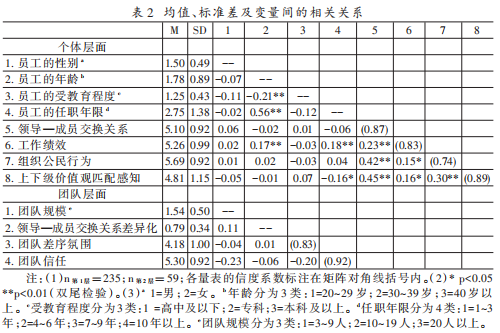 表2 均值、标准差及变量间的相关关系
M SD 1 2 3 4 5 6 7 8
个体层面
1. 员工的性别a 1.50 0.49 --
2. 员工的年龄b 1.78 0.89 -0.07 --
3. 员工的受教育程度c 1.25 0.43 -0.11 -0.21** --
4. 员工的任职年限d 2.75 1.38 -0.02 0.56** -0.12 --
5. 领导—成员交换关系 5.10 0.92 0.06 -0.02 0.01 -0.06 (0.87)
6. 工作绩效 5.26 0.99 0.02 0.17** -0.03 0.18** 0.23** (0.83)
7. 组织公民行为 5.69 0.92 0.01 0.02 -0.03 0.04 0.42** 0.15* (0.74)
8. 上下级价值观匹配感知 4.81 1.15 -0.05 -0.01 0.07 -0.16* 0.45** 0.16* 0.30** (0.89)
团队层面
1. 团队规模e 1.54 0.50 --
2. 领导—成员交换关系差异化 0.79 0.34 0.11 --
3. 团队差序氛围 4.18 1.00 -0.04 0.01 (0.83)
4. 团队信任 5.30 0.92 -0.23 -0.06 -0.20 (0.92)
注:(1)n第1层=235;n第2层=59;各量表的信度系数标注在矩阵对角线括号内。(2)* p<0.05
**p<0.01(双尾检验)。(3)a 1=男;2=女。b年龄分为3类:1=20~29岁;2=30~39岁;3=40岁以
上。c受教育程度分为3类;1=高中及以下;2=专科;3=本科及以上。d任职年限分为4类:1=1~3
年;2=4~6年;3=7~9年;4=10年以上。e团队规模分为3类:1=3~9人;2=10~19人;3=20人以上。